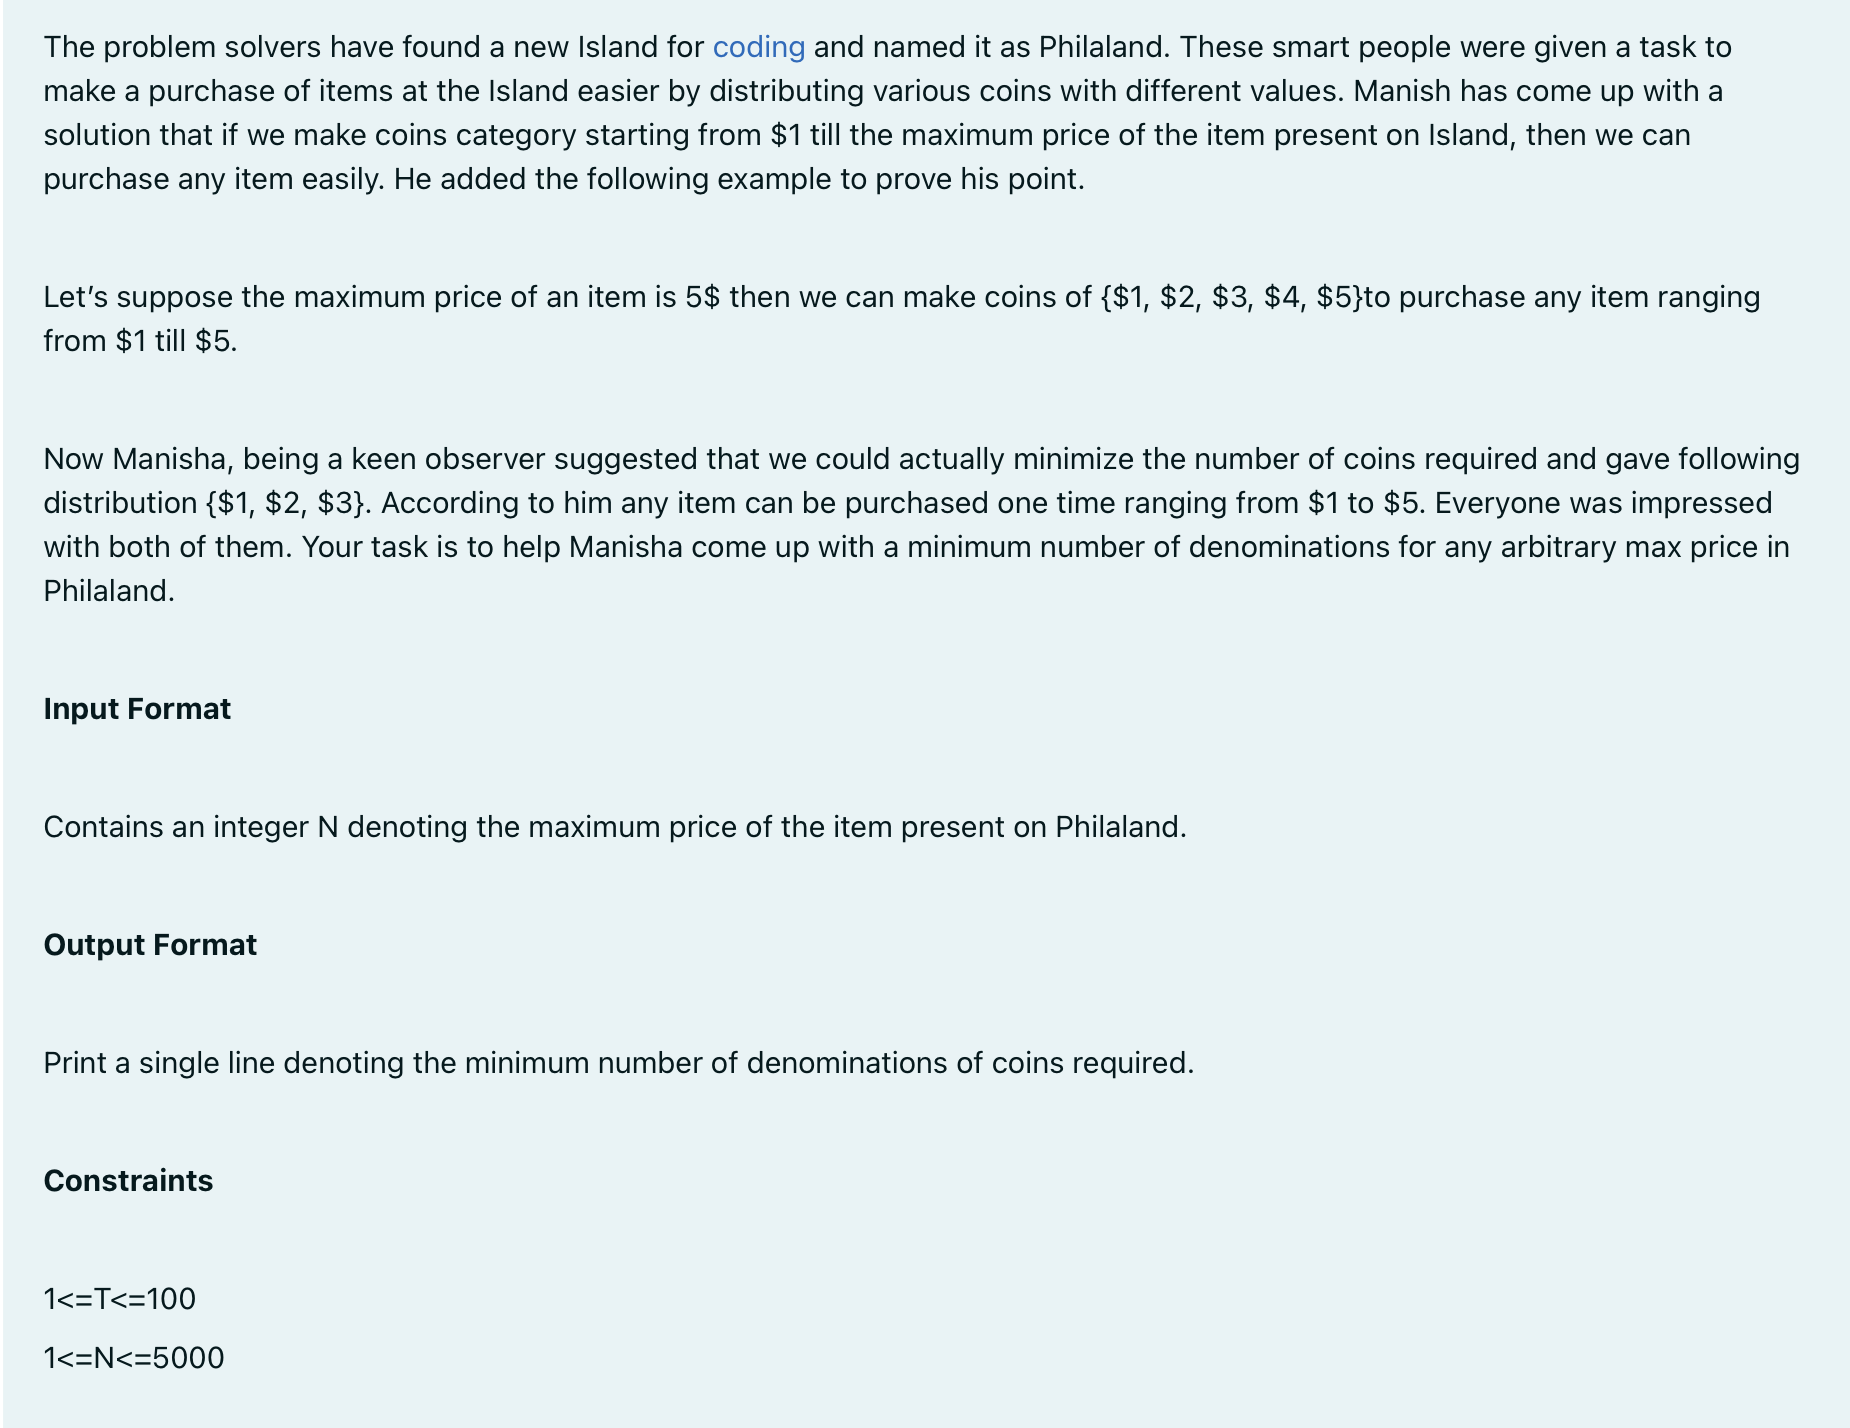 The problem solvers have found a new Island for coding and named it as Philaland. These smart people were given a task to
make a purchase of items at the Island easier by distributing various coins with different values. Manish has come up with a
solution that if we make coins category starting from $1 till the maximum price of the item present on Island, then we can
purchase any item easily. He added the following example to prove his point.
Let’s suppose the maximum price of an item is 5$ then we can make coins of {$1, $2, $3, $4, $5}to purchase any item ranging
from $1 till $5.
Now Manisha, being a keen observer suggested that we could actually minimize the number of coins required and gave following
distribution {$1, $2, $3}. According to him any item can be purchased one time ranging from $1 to $5. Everyone was impressed
with both of them. Your task is to help Manisha come up with a minimum number of denominations for any arbitrary max price in
Philaland.
Input Format
Contains an integer N denoting the maximum price of the item present on Philaland.
Output Format
Print a single line denoting the minimum number of denominations of coins required.
Constraints
1<=T<=100
1<=N<=5000